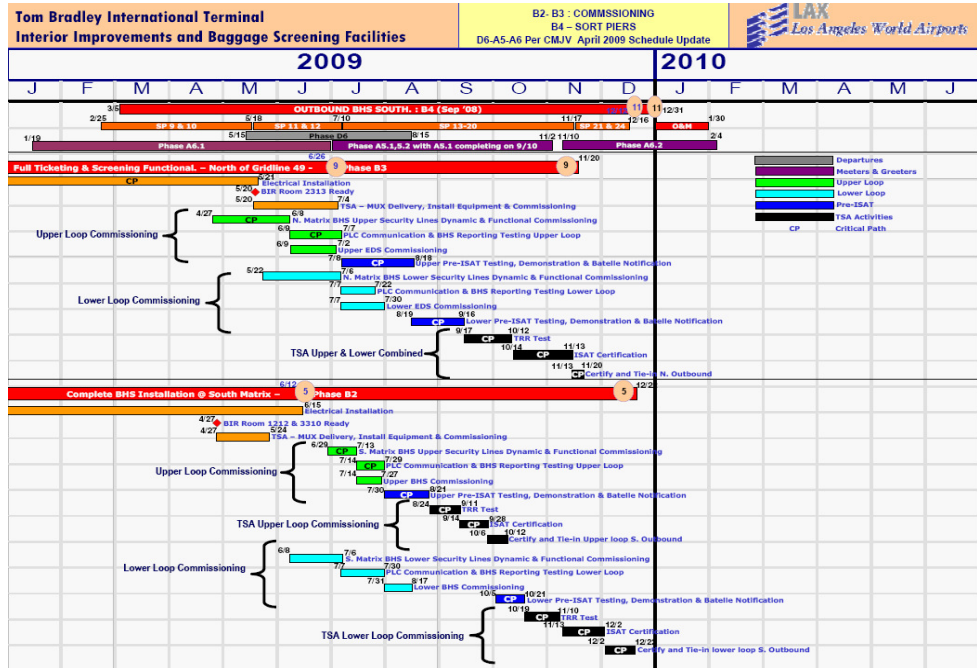 Tom Bradley International Terminal
Interior Improvements and Baggage Screening Facilities
B2- B3 : COMMSSIONING
B4 – SORT PIERS
D6-A5-A6 Per CMJV April 2009 Schedule Update
LAX
Los Angeles World Airports
2009 2010
J F M A M J J A S O N D J F M A M J
3/5 OUTBOUND BHS SOUTH. : B4 (Sep '08) 11 11 12/31
2/25 SP 9 & 10 5/18 SP 11 & 12 7/10 SP 13-20 11/17 SP 21 & 24 12/16 O&M 1/30
5/15 Phase D6 8/15
1/19 Phase A6.1 Phase A5.1,5.2 with A5.1 completing on 9/10 11/2 11/10 Phase A6.2 2/4
6/26 11/20
Full Ticketing & Screening Functional. – North of Gridline 49 - 9 Phase B3 9
Departures
Meeters & Greeters
Upper Loop
Lower Loop
Pre-ISAT
TSA Activities
CP Critical Path
CP 5/21 Electrical Installation
5/20 BIR Room 2313 Ready
5/20 7/4 TSA – MUX Delivery, Install Equipment & Commissioning
Upper Loop Commissioning
4/27 CP 6/8 N. Matrix BHS Upper Security Lines Dynamic & Functional Commissioning
6/9 CP 7/7 PLC Communication & BHS Reporting Testing Upper Loop
6/9 7/2 Upper EDS Commissioning
7/8 CP 8/18 Upper Pre-ISAT Testing, Demonstration & Batelle Notification
Lower Loop Commissioning
5/22 7/6 N. Matrix BHS Lower Security Lines Dynamic & Functional Commissioning
7/7 7/22 PLC Communication & BHS Reporting Testing Lower Loop
7/7 7/30 Lower EDS Commissioning
8/19 CP 9/16 Lower Pre-ISAT Testing, Demonstration & Batelle Notification
TSA Upper & Lower Combined
9/17 CP 10/12 TRR Test
10/14 CP 11/13 ISAT Certification
11/13 CP 11/20 Certify and Tie-in N. Outbound
6/12
Complete BHS Installation @ South Matrix – 5 Phase B2 5
6/15 Electrical Installation
4/27 BIR Room 1212 & 3310 Ready
4/27 5/24 TSA – MUX Delivery, Install Equipment & Commissioning
Upper Loop Commissioning
6/29 CP 7/13 S. Matrix BHS Upper Security Lines Dynamic & Functional Commissioning
7/14 CP 7/29 PLC Communication & BHS Reporting Testing Upper Loop
7/14 7/27 Upper BHS Commissioning
7/30 CP 8/21 Upper Pre-ISAT Testing, Demonstration & Batelle Notification
TSA Upper Loop Commissioning
8/24 CP 9/11 TRR Test
9/14 CP 9/28 ISAT Certification
10/6 CP 10/12 Certify and Tie-in Upper loop S. Outbound
Lower Loop Commissioning
6/8 7/6 S. Matrix BHS Lower Security Lines Dynamic & Functional Commissioning
7/7 7/30 PLC Communication & BHS Reporting Testing Lower Loop
7/31 8/17 Lower BHS Commissioning
10/5 CP 10/21 Lower Pre-ISAT Testing, Demonstration & Batelle Notification
TSA Lower Loop Commissioning
10/19 CP 11/10 TRR Test
11/13 CP 12/2 ISAT Certification
12/2 CP Certify and Tie-in lower loop S. Outbound